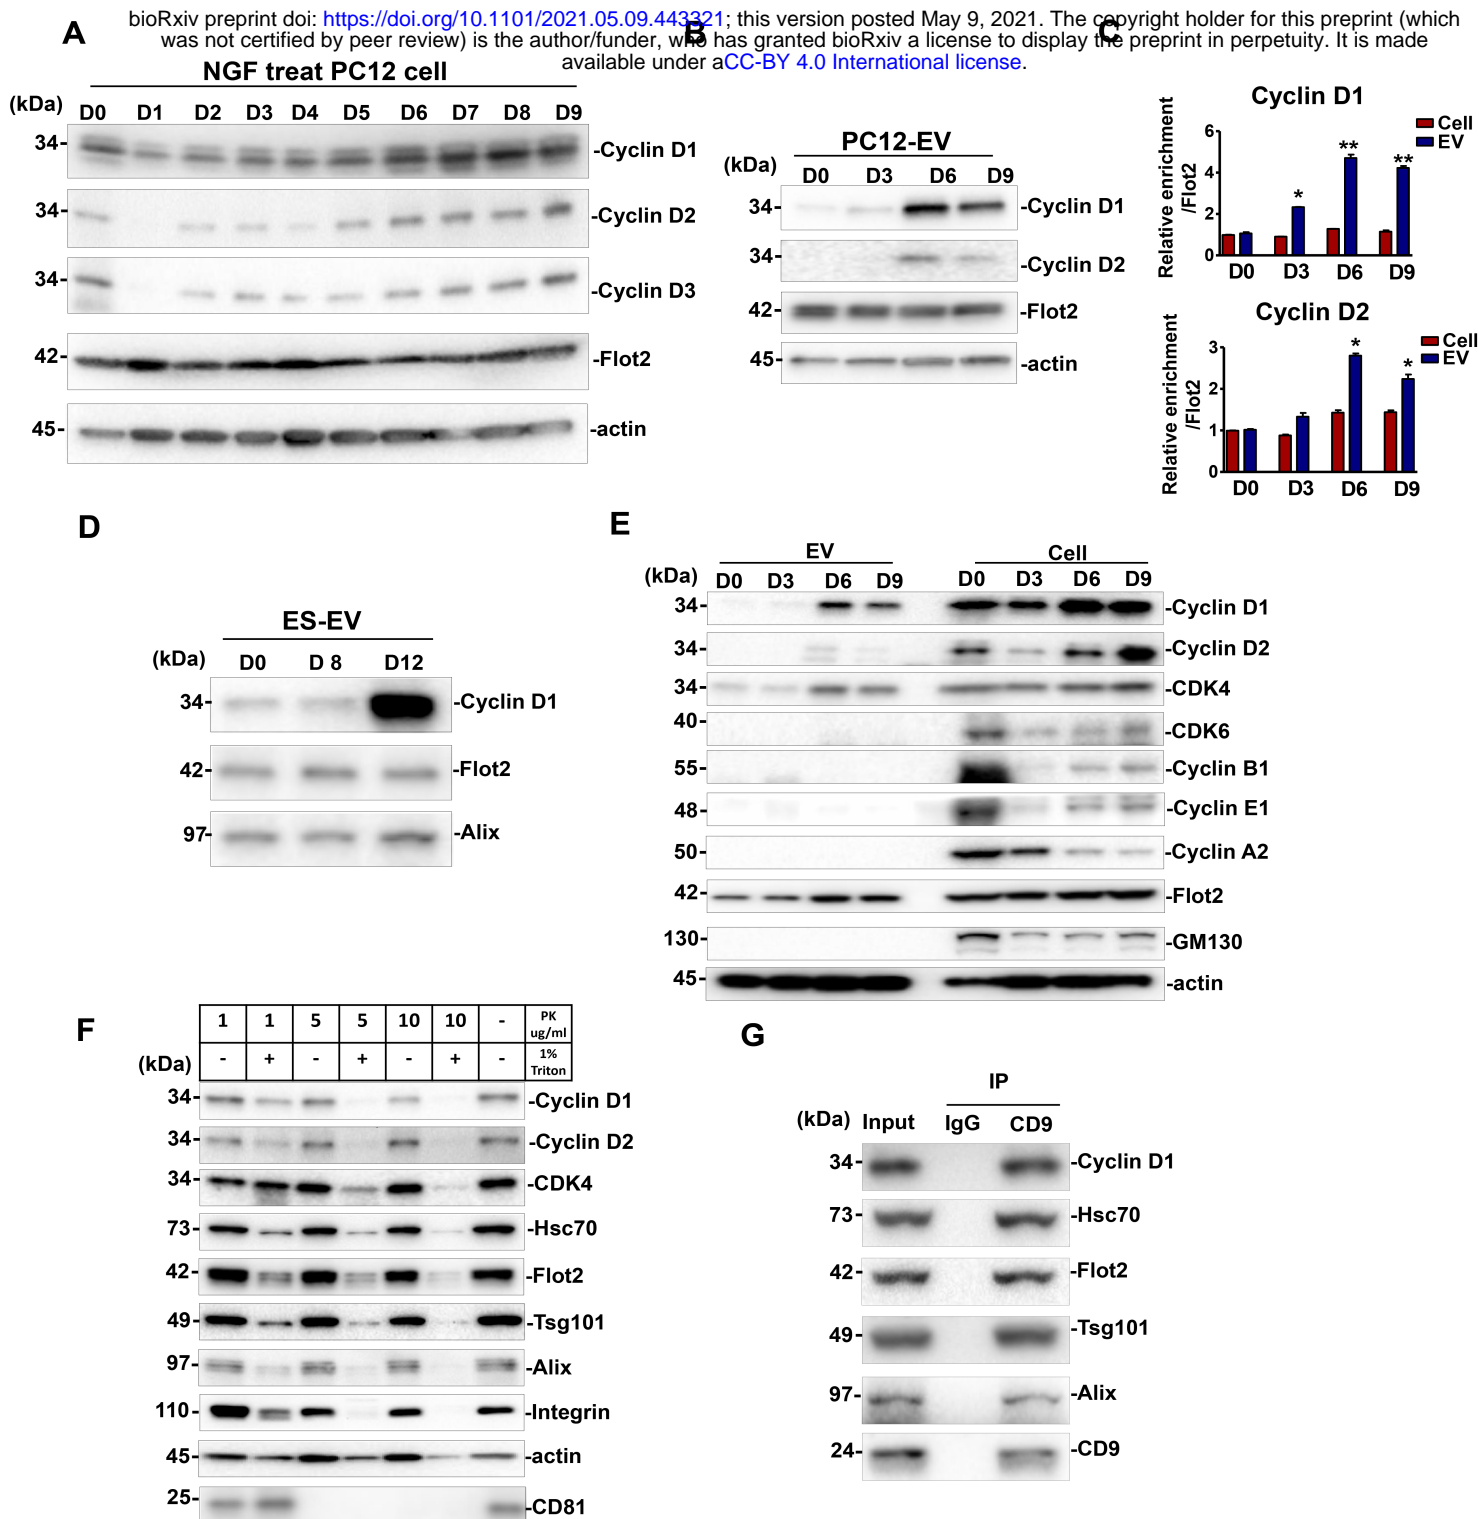 bioRxiv preprint doi: https://doi.org/10.1101/2021.05.09.443321; this version posted May 9, 2021. The copyright holder for this preprint (which
was not certified by peer review) is the author/funder, who has granted bioRxiv a license to display the preprint in perpetuity. It is made
available under aCC-BY 4.0 International license.
A
NGF treat PC12 cell
(kDa) D0 D1 D2 D3 D4 D5 D6 D7 D8 D9
34- -Cyclin D1
34- -Cyclin D2
34- -Cyclin D3
42- -Flot2
45- -actin
B
PC12-EV
(kDa) D0 D3 D6 D9
34- -Cyclin D1
34- -Cyclin D2
42- -Flot2
45- -actin
C
Cyclin D1
Cell
EV
Relative enrichment
/Flot2
6
4
2
0
* ** **
D0 D3 D6 D9
Cyclin D2
Cell
EV
Relative enrichment
/Flot2
3
2
1
0
* *
D0 D3 D6 D9
D
ES-EV
(kDa) D0 D 8 D12
34- -Cyclin D1
42- -Flot2
97- -Alix
E
EV Cell
(kDa) D0 D3 D6 D9 D0 D3 D6 D9
34- -Cyclin D1
34- -Cyclin D2
34- -CDK4
40- -CDK6
55- -Cyclin B1
48- -Cyclin E1
50- -Cyclin A2
42- -Flot2
130- -GM130
45- -actin
F
1 1 5 5 10 10 - PK
ug/ml
- + - + - + - 1%
Triton
(kDa)
34- -Cyclin D1
34- -Cyclin D2
34- -CDK4
73- -Hsc70
42- -Flot2
49- -Tsg101
97- -Alix
110- -Integrin
45- -actin
25- -CD81
G
IP
(kDa) Input IgG CD9
34- -Cyclin D1
73- -Hsc70
42- -Flot2
49- -Tsg101
97- -Alix
24- -CD9